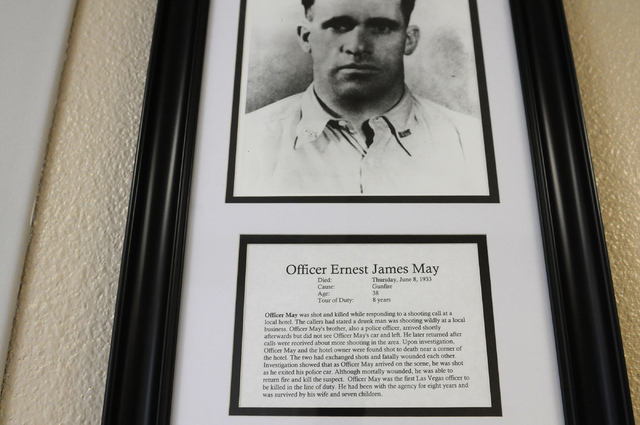 Officer Ernest James May
Died: Thursday, June 8, 1933
Cause: Gunfire
Age: 38
Tour of Duty: 8 years
Officer May was shot and killed while responding to a shooting call at a
local hotel. The callers had stated a drunk man was shooting wildly at a local
business. Officer May's brother, also a police officer, arrived shortly
afterwards but did not see Officer May's car and left. He later returned after
calls were received about more shooting in the area. Upon investigation,
Officer May and the hotel owner were found shot to death near a corner of
the hotel. The two had exchanged shots and fatally wounded each other.
Investigation showed that as Officer May arrived on the scene, he was shot
as he exited his police car. Although mortally wounded, he was able to
return fire and kill the suspect. Officer May was the first Las Vegas officer to
be killed in the line of duty. He had been with the agency for eight years and
was survived by his wife and seven children.